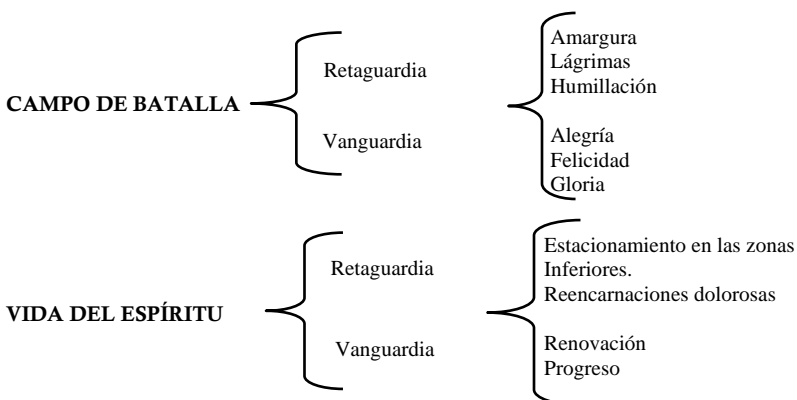 CAMPO DE BATALLA
Retaguardia
Amargura
Lágrimas
Humillación
Vanguardia
Alegría
Felicidad
Gloria
VIDA DEL ESPÍRITU
Retaguardia
Estacionamiento en las zonas
Inferiores.
Reencarnaciones dolorosas
Vanguardia
Renovación
Progreso